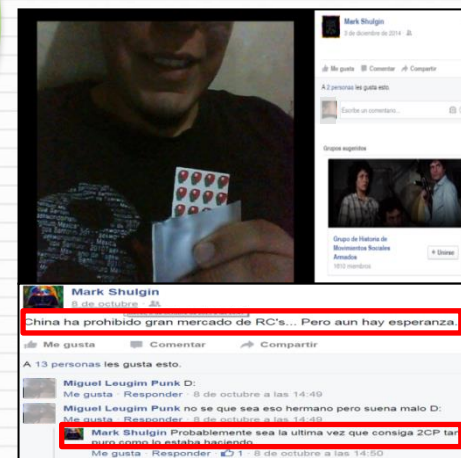 Mark Shulgin
3 de diciembre de 2014
Me gusta Comentar Compartir
A 2 personas les gusta esto.
Escribe un comentario...
Grupos sugeridos
Grupo de Historia de
Movimientos Sociales
Armados
1810 miembros
+ Unirse
Mark Shulgin
8 de octubre
China ha prohibido gran mercado de RC's... Pero aun hay esperanza.
Me gusta Comentar Compartir
A 13 personas les gusta esto.
Miguel Leugim Punk D:
Me gusta · Responder · 8 de octubre a las 14:49
Miguel Leugim Punk no se que sea eso hermano pero suena malo D:
Me gusta · Responder · 8 de octubre a las 14:49
Mark Shulgin Probablemente sea la ultima vez que consiga 2CP tan
puro como lo estaba haciendo
Me gusta · Responder · 1 · 8 de octubre a las 14:50